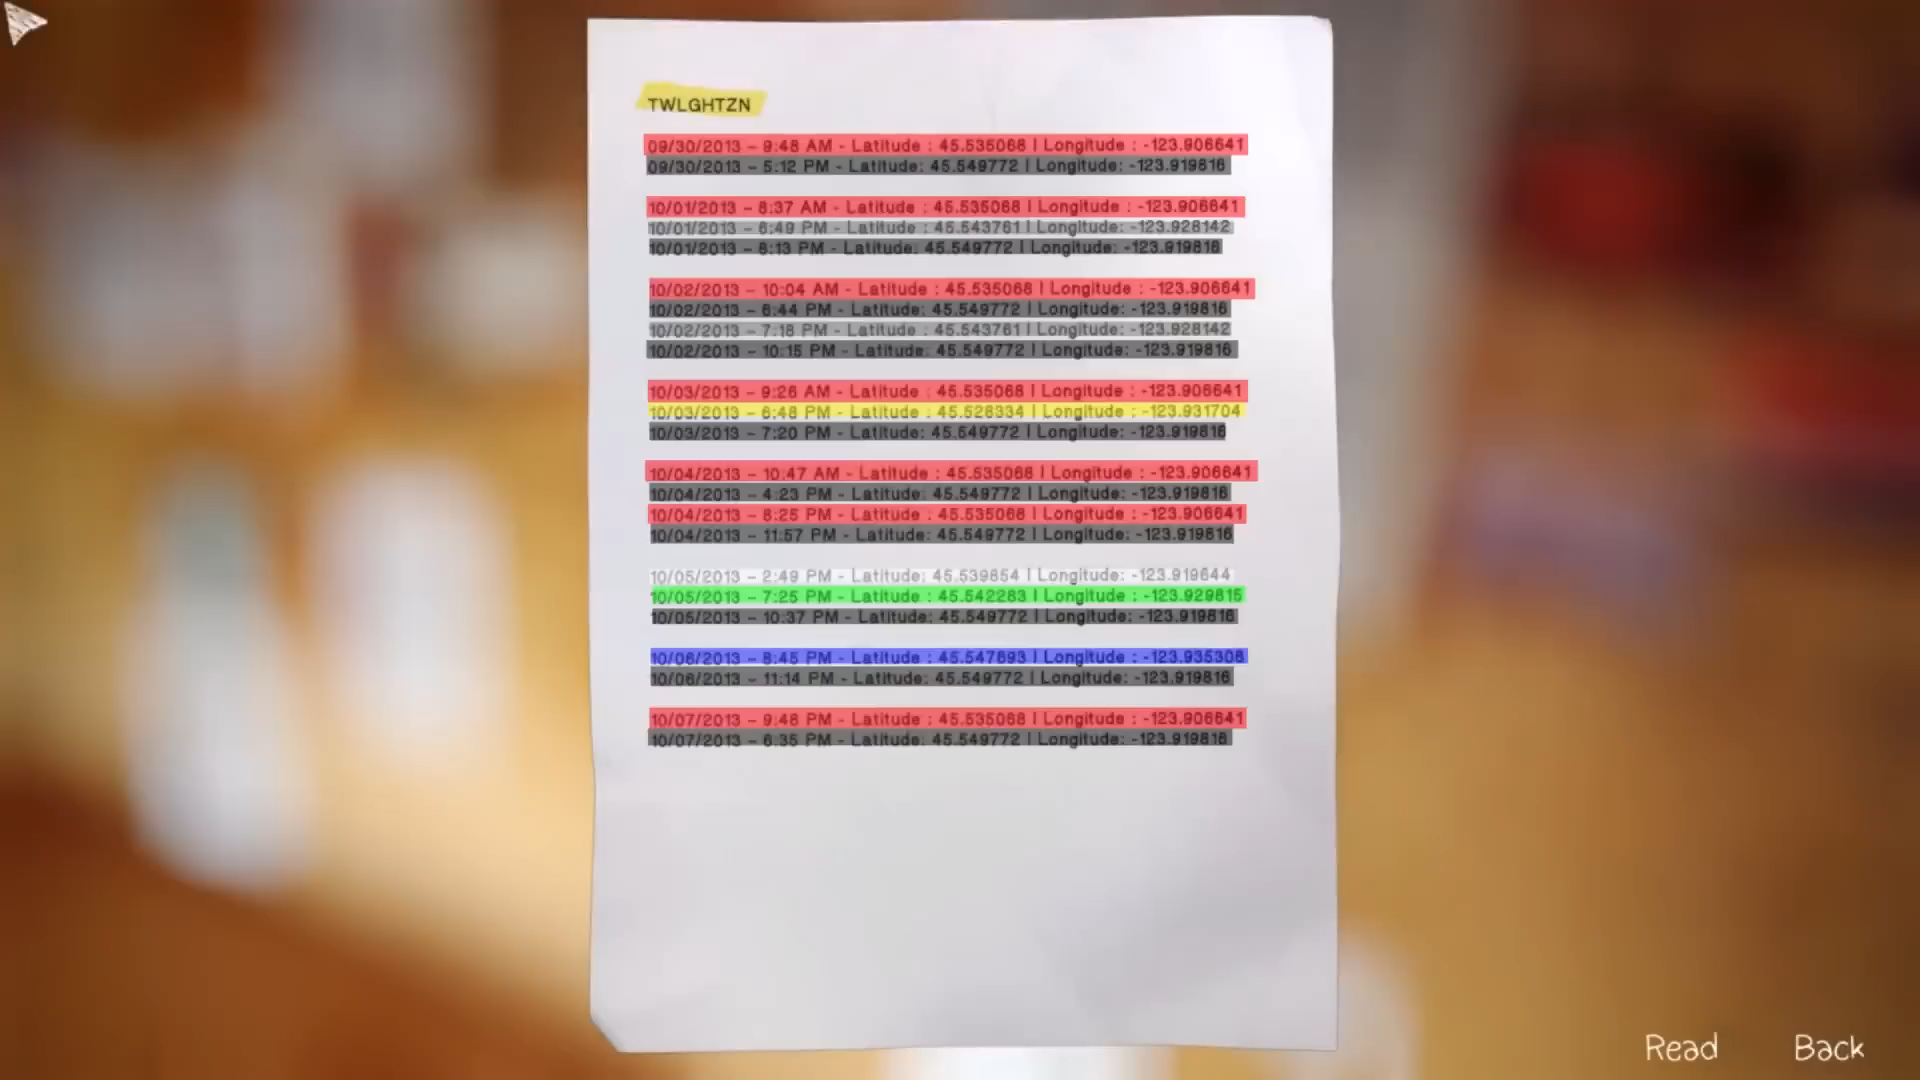 TWLGHTZN
09/30/2013 - 9:48 AM - Latitude : 45.535068 | Longitude : -123.906641
09/30/2013 - 5:12 PM - Latitude: 45.549772 | Longitude: -123.919816
10/01/2013 - 8:37 AM - Latitude : 45.535068 | Longitude : -123.906641
10/01/2013 - 6:49 PM - Latitude : 45.543761 | Longitude: -123.928142
10/01/2013 - 8:13 PM - Latitude: 45.549772 | Longitude: -123.919816
10/02/2013 - 10:04 AM - Latitude : 45.535068 | Longitude : -123.906641
10/02/2013 - 6:44 PM - Latitude: 45.549772 | Longitude: -123.919816
10/02/2013 - 7:18 PM - Latitude : 45.543761 | Longitude: -123.928142
10/02/2013 - 10:15 PM - Latitude: 45.549772 | Longitude: -123.919816
10/03/2013 - 9:26 AM - Latitude : 45.535068 | Longitude : -123.906641
10/03/2013 - 6:48 PM - Latitude : 45.528334 | Longitude : -123.931704
10/03/2013 - 7:20 PM - Latitude: 45.549772 | Longitude: -123.919816
10/04/2013 - 10:47 AM - Latitude : 45.535068 | Longitude : -123.906641
10/04/2013 - 4:23 PM - Latitude: 45.549772 | Longitude: -123.919816
10/04/2013 - 8:25 PM - Latitude : 45.535068 | Longitude : -123.906641
10/04/2013 - 11:57 PM - Latitude: 45.549772 | Longitude: -123.919816
10/05/2013 - 2:49 PM - Latitude: 45.539854 | Longitude: -123.919644
10/05/2013 - 7:25 PM - Latitude : 45.542283 | Longitude : -123.929815
10/05/2013 - 10:37 PM - Latitude: 45.549772 | Longitude: -123.919816
10/06/2013 - 8:45 PM - Latitude : 45.547693 | Longitude : -123.935308
10/06/2013 - 11:14 PM - Latitude: 45.549772 | Longitude: -123.919816
10/07/2013 - 9:48 PM - Latitude : 45.535068 | Longitude : -123.906641
10/07/2013 - 6:35 PM - Latitude: 45.549772 | Longitude: -123.919816
Read Back